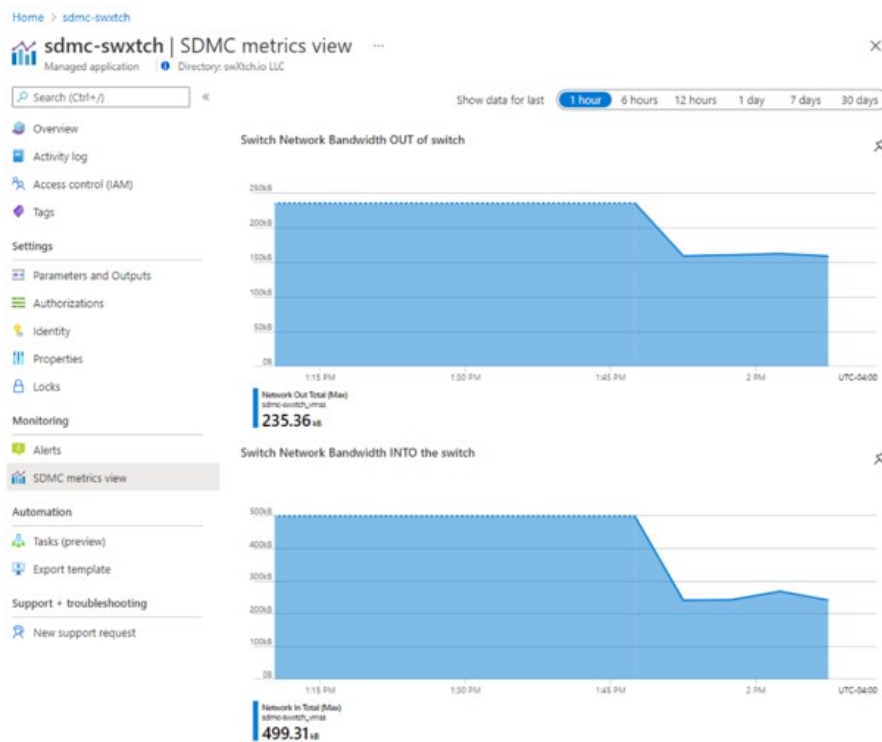 Home > sdmc-swxtch
sdmc-swxtch | SDMC metrics view ...
Managed application Directory: swXtch.io LLC
Search (Ctrl+/)
Overview
Activity log
Access control (IAM)
Tags
Settings
Parameters and Outputs
Authorizations
Identity
Properties
Locks
Monitoring
Alerts
SDMC metrics view
Automation
Tasks (preview)
Export template
Support + troubleshooting
New support request
Show data for last 1 hour 6 hours 12 hours 1 day 7 days 30 days
Switch Network Bandwidth OUT of switch
250kB
200kB
150kB
100kB
50kB
0B
1:15 PM 1:30 PM 1:45 PM 2 PM UTC-04:00
Network Out Total (Max)
sdmc-switch_vmss
235.36 kB
Switch Network Bandwidth INTO the switch
500kB
400kB
300kB
200kB
100kB
0B
1:15 PM 1:30 PM 1:45 PM 2 PM UTC-04:00
Network In Total (Max)
sdmc-switch_vmss
499.31 kB